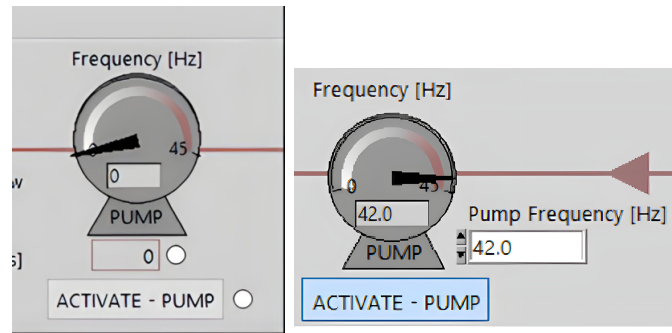 Frequency [Hz]
0
45
0
PUMP
0
ACTIVATE - PUMP
Frequency [Hz]
0
45
42.0
Pump Frequency [Hz]
42.0
PUMP
ACTIVATE - PUMP